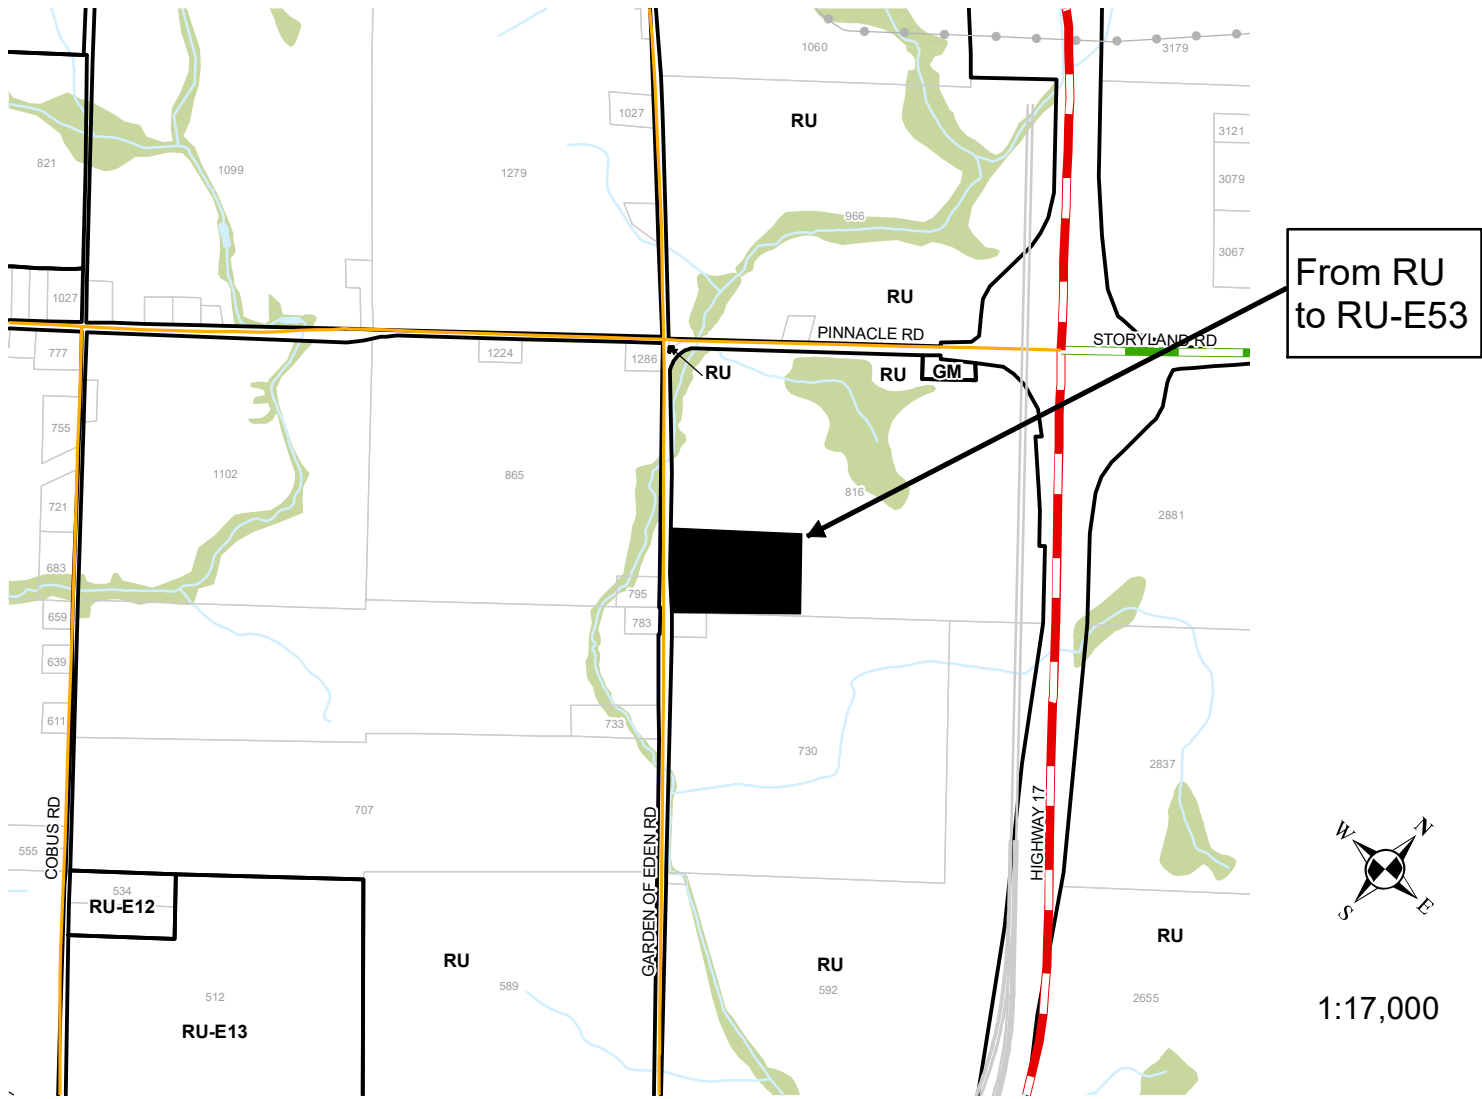 1060
3179
1027
RU
3121
821
1099
1279
3079
966
3067
From RU
to RU-E53
1027
RU
PINNACLE RD
STORYLAND RD
777
1224
1286
RU
RU
GM
755
1102
865
816
721
2881
683
795
659
783
639
611
733
730
2837
707
COBUS RD
GARDEN OF EDEN RD
HIGHWAY 17
W
N
S
E
555
534
RU-E12
RU
RU
RU
512
589
592
2655
RU-E13
1:17,000